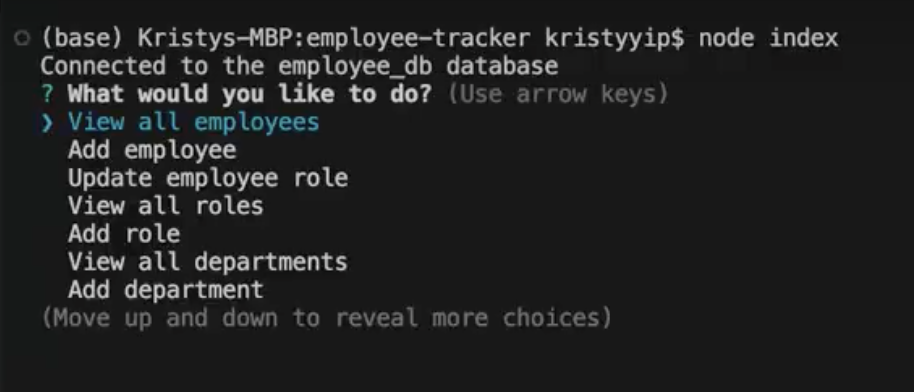 (base) Kristys-MBP:employee-tracker kristyyip$ node index
Connected to the employee_db database
? What would you like to do? (Use arrow keys)
❯ View all employees
Add employee
Update employee role
View all roles
Add role
View all departments
Add department
(Move up and down to reveal more choices)